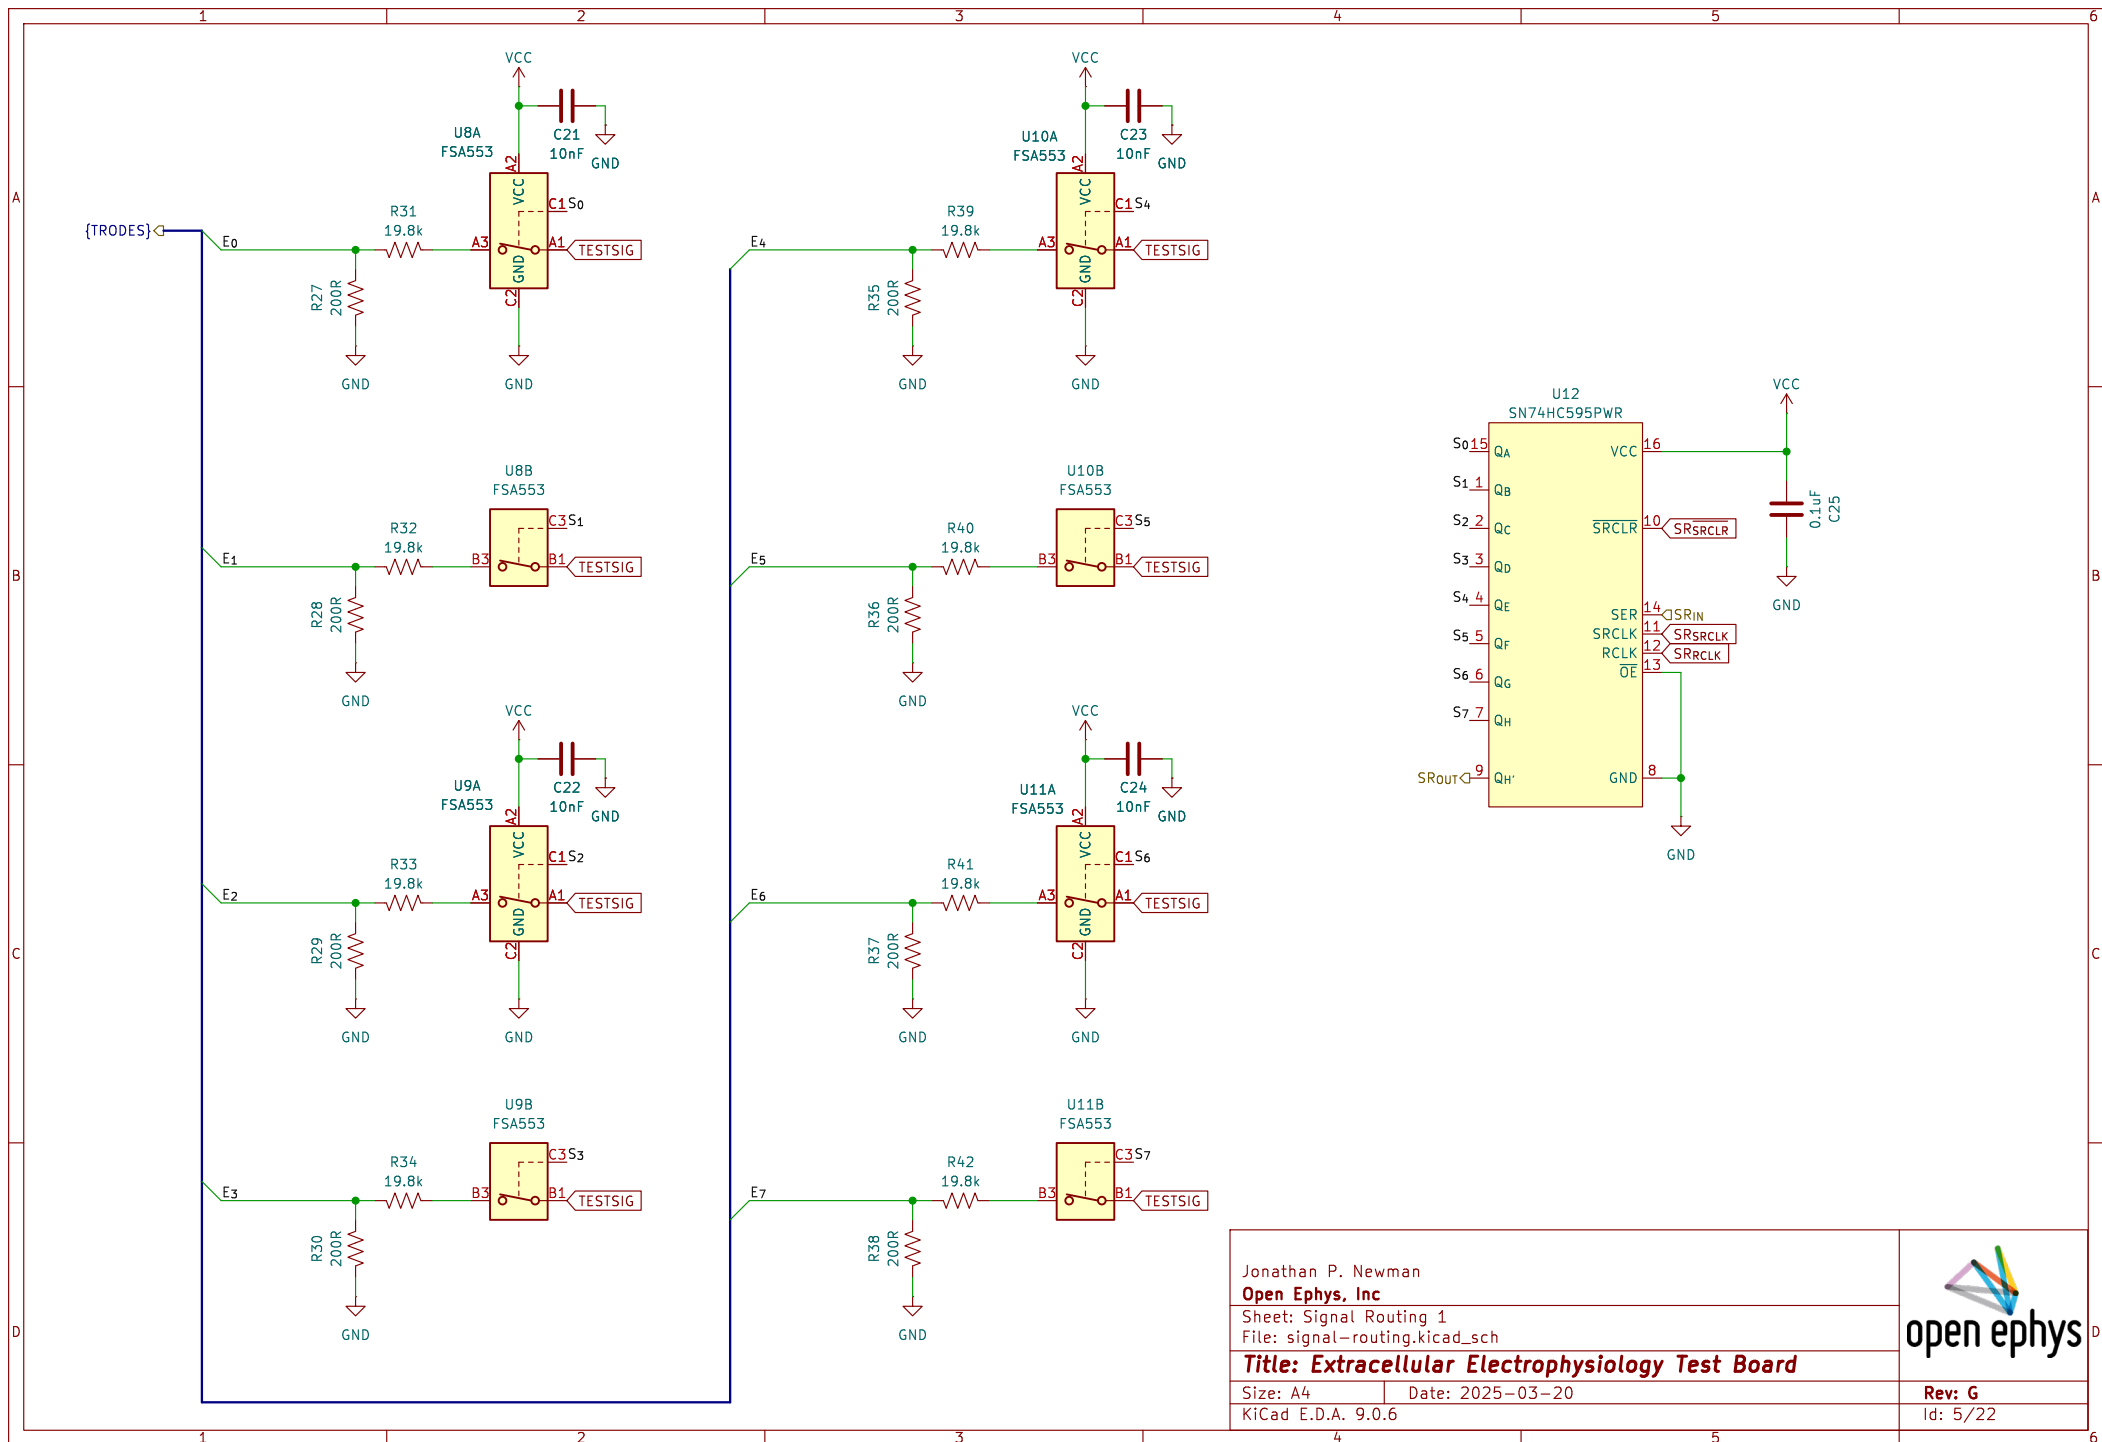 1 2 3 4 5 6
A
B
C
D
A
B
C
D
1 2 3 4 5 6
{TRODES}
VCC
C21
10nF
GND
U8A
FSA553
A2
VCC
C1 S0
A3
A1
TESTSIG
GND
C2
GND
E0
R31
19.8k
R27
200R
GND
U8B
FSA553
C3 S1
B3
B1
TESTSIG
E1
R32
19.8k
R28
200R
GND
VCC
C22
10nF
GND
U9A
FSA553
A2
VCC
C1 S2
A3
A1
TESTSIG
GND
C2
GND
E2
R33
19.8k
R29
200R
GND
U9B
FSA553
C3 S3
B3
B1
TESTSIG
E3
R34
19.8k
R30
200R
GND
VCC
C23
10nF
GND
U10A
FSA553
A2
VCC
C1 S4
A3
A1
TESTSIG
GND
C2
GND
E4
R39
19.8k
R35
200R
GND
U10B
FSA553
C3 S5
B3
B1
TESTSIG
E5
R40
19.8k
R36
200R
GND
VCC
C24
10nF
GND
U11A
FSA553
A2
VCC
C1 S6
A3
A1
TESTSIG
GND
C2
GND
E6
R41
19.8k
R37
200R
GND
U11B
FSA553
C3 S7
B3
B1
TESTSIG
E7
R42
19.8k
R38
200R
GND
U12
SN74HC595PWR
S0 15 QA
S1 1 QB
S2 2 QC
S3 3 QD
S4 4 QE
S5 5 QF
S6 6 QG
S7 7 QH
SROUT 9 QH'
VCC 16
SRCLR 10 SRSRCLR
SER 14 SRIN
SRCLK 11 SRSRCLK
RCLK 12 SRRCLK
OE 13
GND 8
GND
VCC
0.1uF
C25
GND
Jonathan P. Newman
Open Ephys, Inc
Sheet: Signal Routing 1
File: signal-routing.kicad_sch
Title: Extracellular Electrophysiology Test Board
Size: A4 Date: 2025-03-20
Rev: G
KiCad E.D.A. 9.0.6
Id: 5/22
open ephys